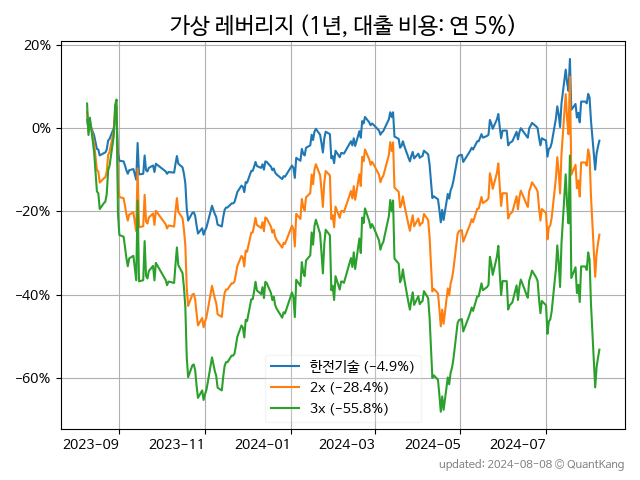 가상 레버리지 (1년, 대출 비용: 연 5%)
20%
0%
−20%
−40%
−60%
한전기술 (−4.9%)
2x (−28.4%)
3x (−55.8%)
2023-09 2023-11 2024-01 2024-03 2024-05 2024-07
updated: 2024-08-08 © QuantKang